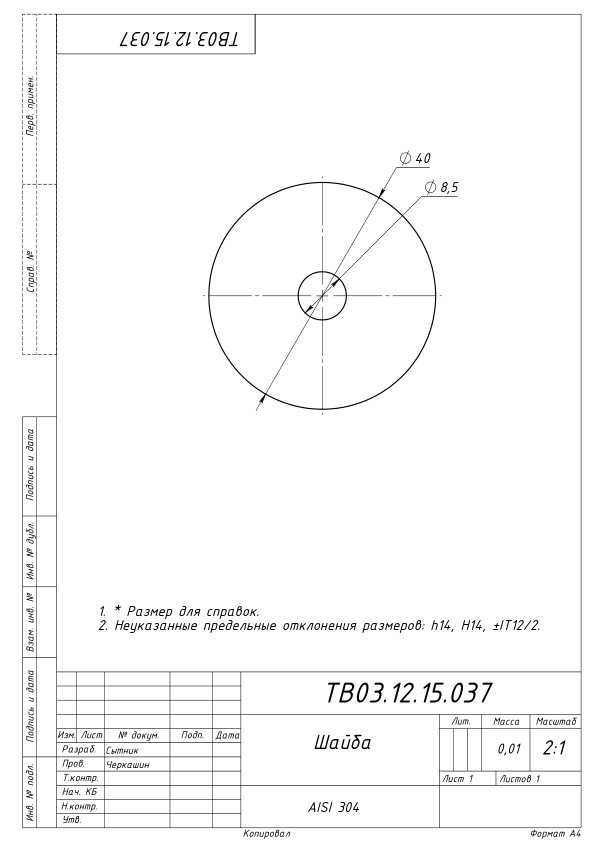 ТВ03.12.15.037
Перв. примен.
Справ. №
Подпись и дата
Инв. № дубл.
Взам. инв. №
Подпись и дата
Инв. № подл.
∅ 40
∅ 8,5
1. * Размер для справок.
2. Неуказанные предельные отклонения размеров: h14, H14, ±IT12/2.
ТВ03.12.15.037
Изм. Лист № докум. Подп. Дата
Разраб. Сытник
Пров. Черкашин
Т.контр.
Нач. КБ
Н.контр.
Утв.
Шайба
AISI 304
Лит. Масса Масштаб
0,01 2:1
Лист 1 Листов 1
Копировал Формат А4